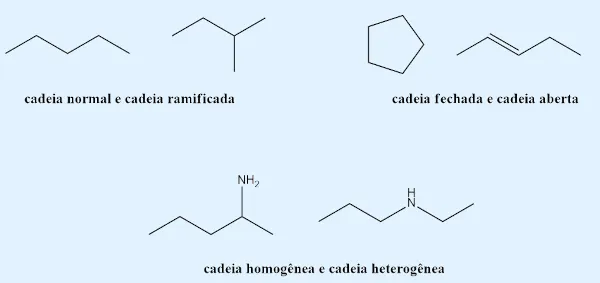 cadeia normal e cadeia ramificada
cadeia fechada e cadeia aberta
NH₂
H
N
cadeia homogênea e cadeia heterogênea